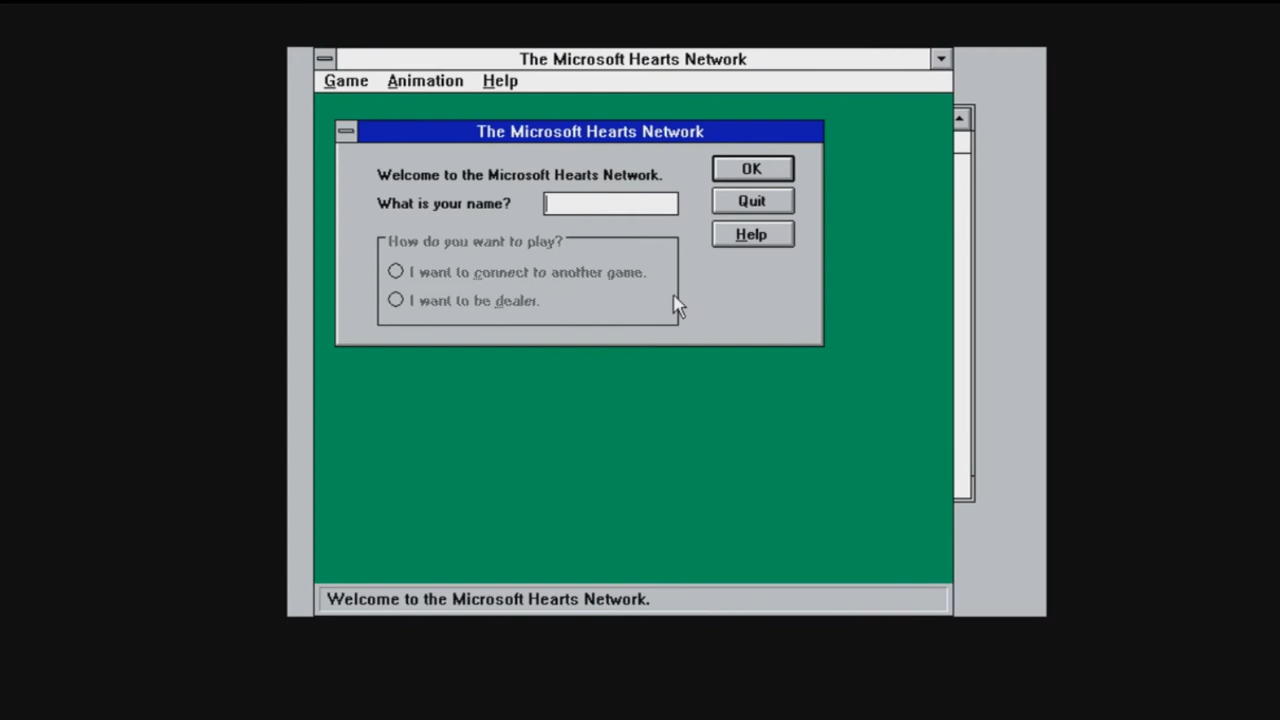 The Microsoft Hearts Network
Game Animation Help
The Microsoft Hearts Network
Welcome to the Microsoft Hearts Network.
OK
What is your name?
Quit
Help
How do you want to play?
I want to connect to another game.
I want to be dealer.
Welcome to the Microsoft Hearts Network.